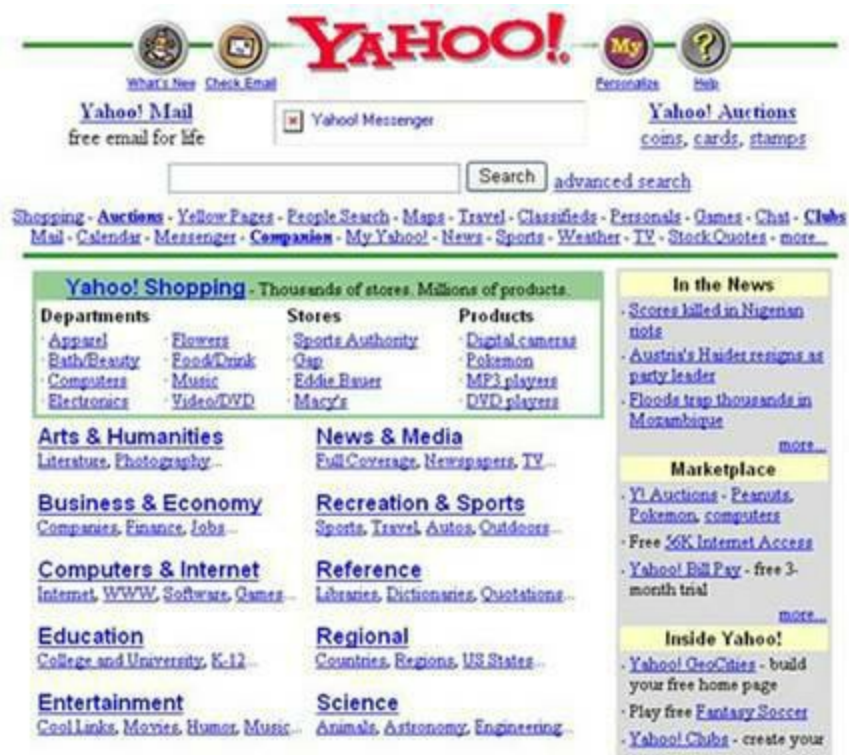 YAHOO!
What's New Check Email
My
Personalize Help
Yahoo! Mail
free email for life
Yahoo! Messenger
Yahoo! Auctions
coins, cards, stamps
Search advanced search
Shopping - Auctions - Yellow Pages - People Search - Maps - Travel - Classifieds - Personals - Games - Chat - Clubs
Mail - Calendar - Messenger - Companion - My Yahoo! - News - Sports - Weather - TV - Stock Quotes - more...
Yahoo! Shopping - Thousands of stores. Millions of products.
Departments Stores Products
· Apparel · Flowers · Sports Authority · Digital cameras
· Bath/Beauty · Food/Drink · Gap · Pokemon
· Computers · Music · Eddie Bauer · MP3 players
· Electronics · Video/DVD · Macy's · DVD players
Arts & Humanities
Literature, Photography...
News & Media
Full Coverage, Newspapers, TV...
Business & Economy
Companies, Finance, Jobs...
Recreation & Sports
Sports, Travel, Autos, Outdoors...
Computers & Internet
Internet, WWW, Software, Games...
Reference
Libraries, Dictionaries, Quotations...
Education
College and University, K-12...
Regional
Countries, Regions, US States...
Entertainment
Cool Links, Movies, Humor, Music...
Science
Animals, Astronomy, Engineering...
In the News
· Scores killed in Nigerian
riots
· Austria's Haider resigns as
party leader
· Floods trap thousands in
Mozambique
more...
Marketplace
· Y! Auctions - Peanuts,
Pokemon, computers
· Free 56K Internet Access
· Yahoo! Bill Pay - free 3-
month trial
more...
Inside Yahoo!
· Yahoo! GeoCities - build
your free home page
· Play free Fantasy Soccer
· Yahoo! Clubs - create your